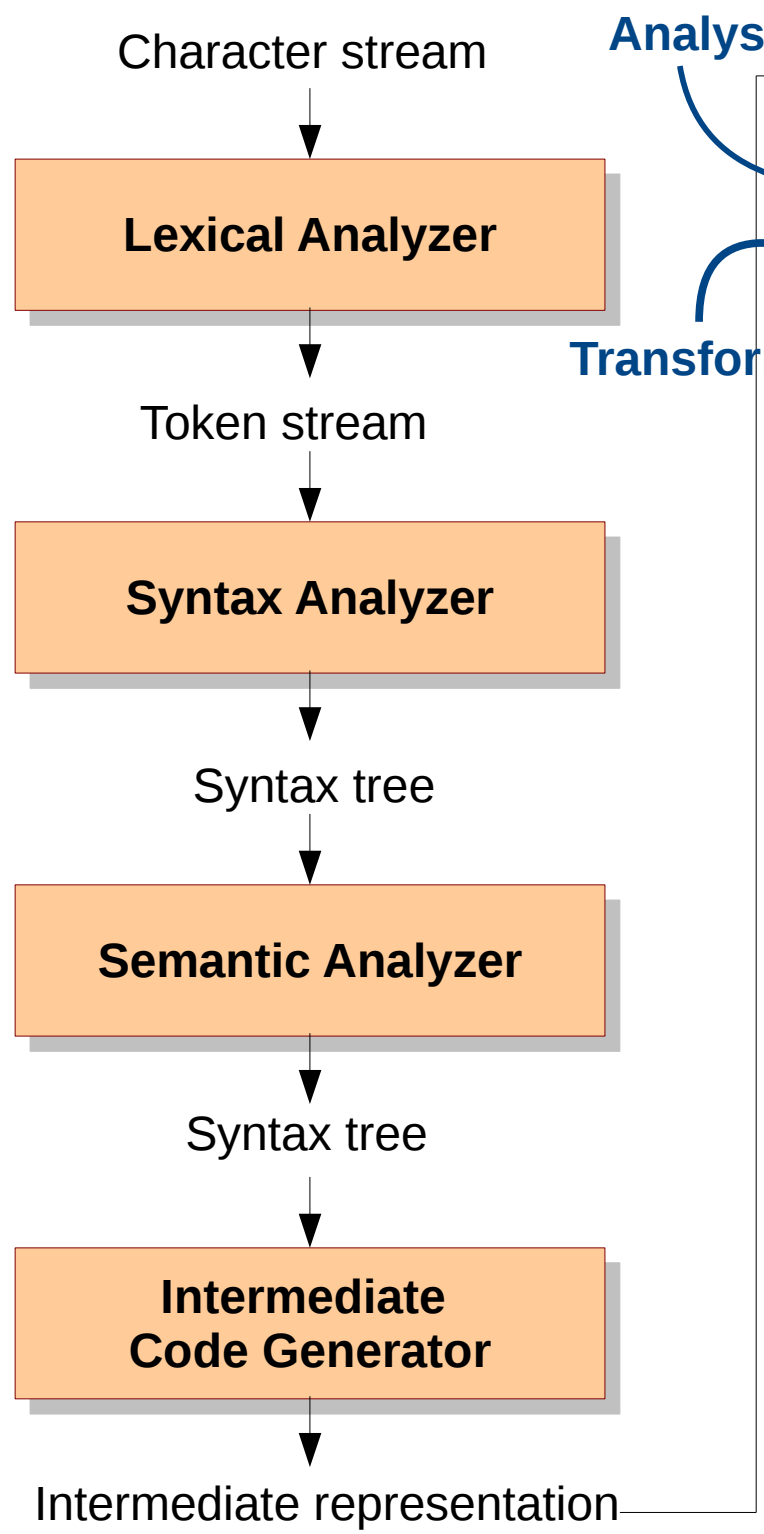 Character stream
Analys
Lexical Analyzer
Transfor
Token stream
Syntax Analyzer
Syntax tree
Semantic Analyzer
Syntax tree
Intermediate
Code Generator
Intermediate representation